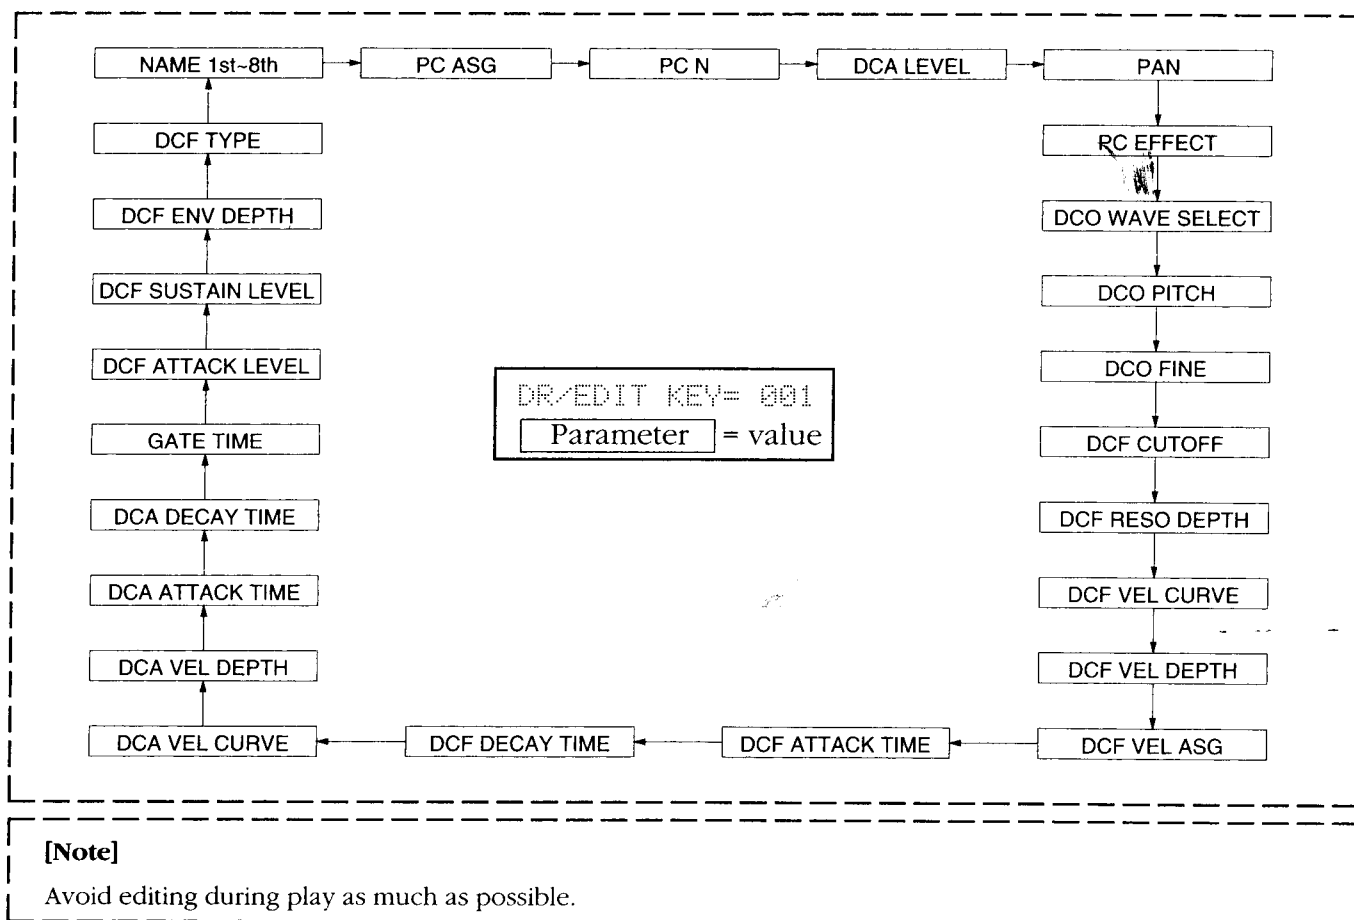 NAME 1st~8th
PC ASG
PC N
DCA LEVEL
PAN
PC EFFECT
DCO WAVE SELECT
DCO PITCH
DCO FINE
DCF CUTOFF
DCF RESO DEPTH
DCF VEL CURVE
DCF VEL DEPTH
DCF VEL ASG
DCF ATTACK TIME
DCF DECAY TIME
DCA VEL CURVE
DCA VEL DEPTH
DCA ATTACK TIME
DCA DECAY TIME
GATE TIME
DCF ATTACK LEVEL
DCF SUSTAIN LEVEL
DCF ENV DEPTH
DCF TYPE
DR/EDIT KEY= 001
Parameter = value
[Note]
Avoid editing during play as much as possible.